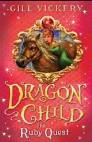 GILL VICKERY
DRAGON
CHILD
The
Ruby Quest